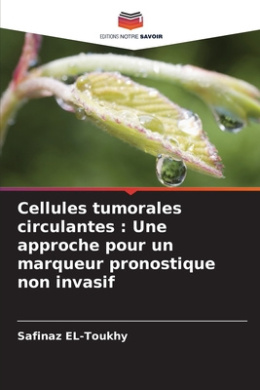 EDITIONS NOTRE SAVOIR
Cellules tumorales
circulantes : Une
approche pour un
marqueur pronostique
non invasif
Safinaz EL-Toukhy